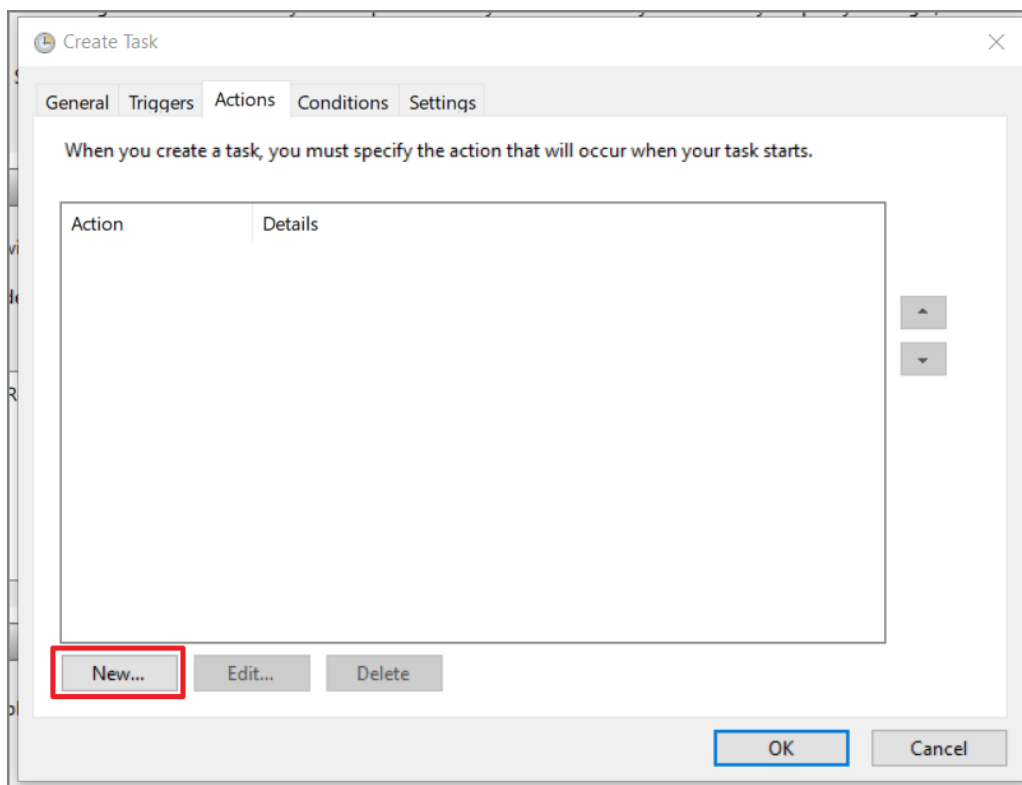 Create Task
General Triggers Actions Conditions Settings
When you create a task, you must specify the action that will occur when your task starts.
Action Details
New... Edit... Delete
OK Cancel